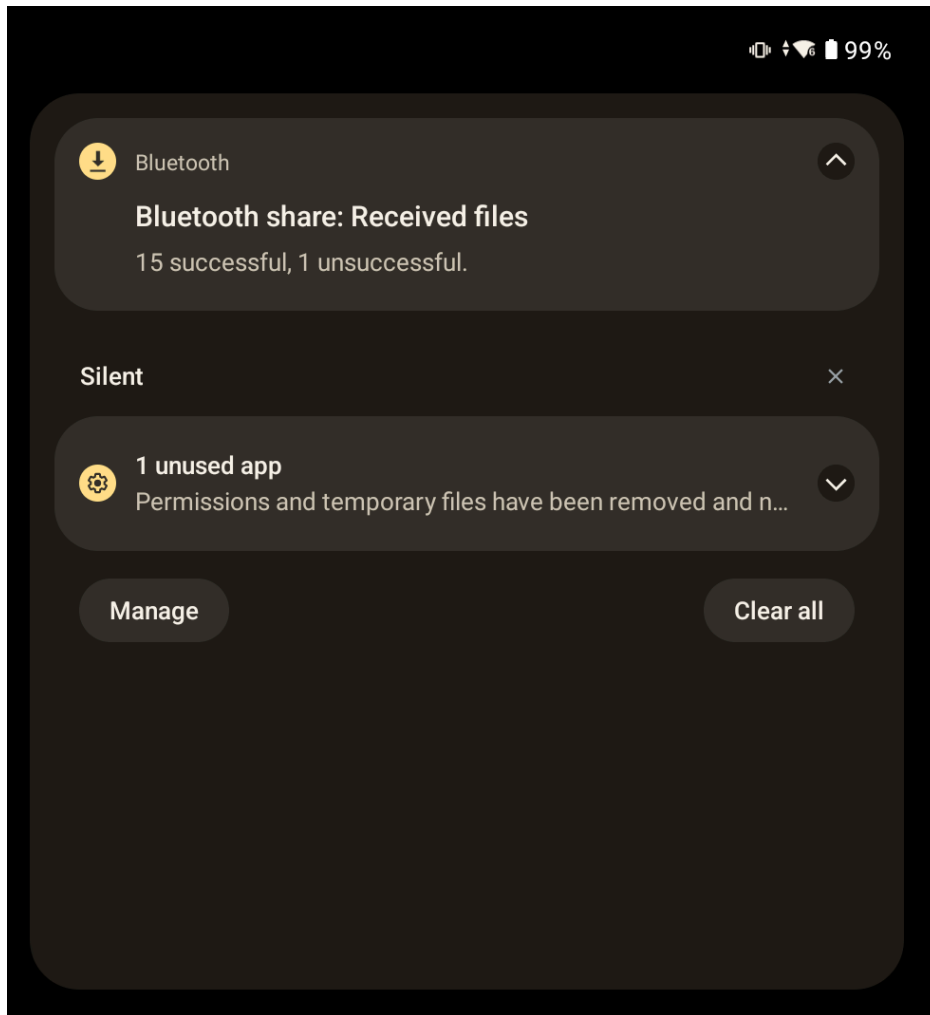 6
99%
Bluetooth
Bluetooth share: Received files
15 successful, 1 unsuccessful.
Silent
1 unused app
Permissions and temporary files have been removed and n…
Manage
Clear all